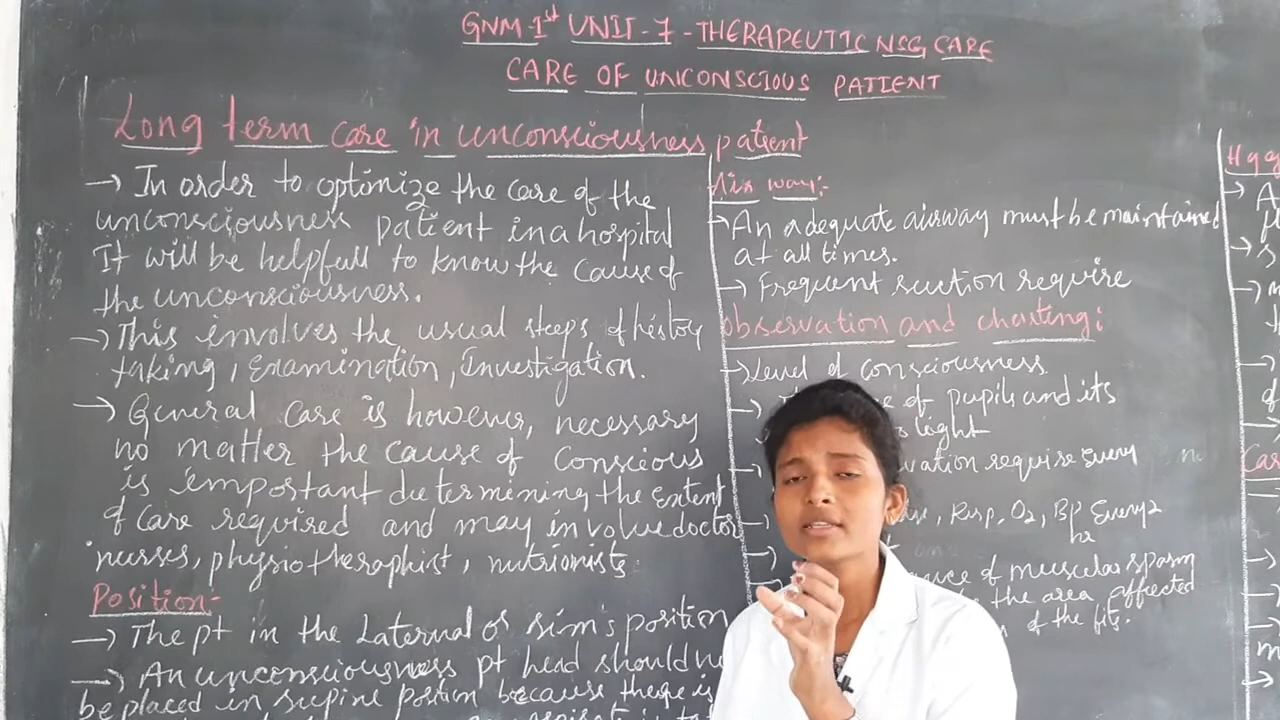 GNM-1st UNIT-7-THERAPEUTIC NSG CARE
CARE OF UNCONSCIOUS PATIENT
Long term care in unconsciousness patient
→ In order to optimize the care of the
unconsciousness patient in a hospital
It will be helpfull to know the cause of
the unconsciousness.
→ This involves the usual steps of history
taking, Examination, Investigation.
→ General care is however, necessary
no matter the cause of Conscious
is important determining the extent
of care required and may involve doctor
nurses, physiotheraphist, nutrionists
Position-
→ The pt in the Laternal or sim's position
→ An unconsciousness pt head should
be placed in supine position because there is
Air way:-
→ An adequate airway must be maintained
at all times.
→ Frequent suction require
observation and charting:
→ Level of consciousness
→ of pupils and its
light
→ require every
→ Resp, O2, BP Every 2
hr
→ of muscular spasm
the area affected
of the fits.